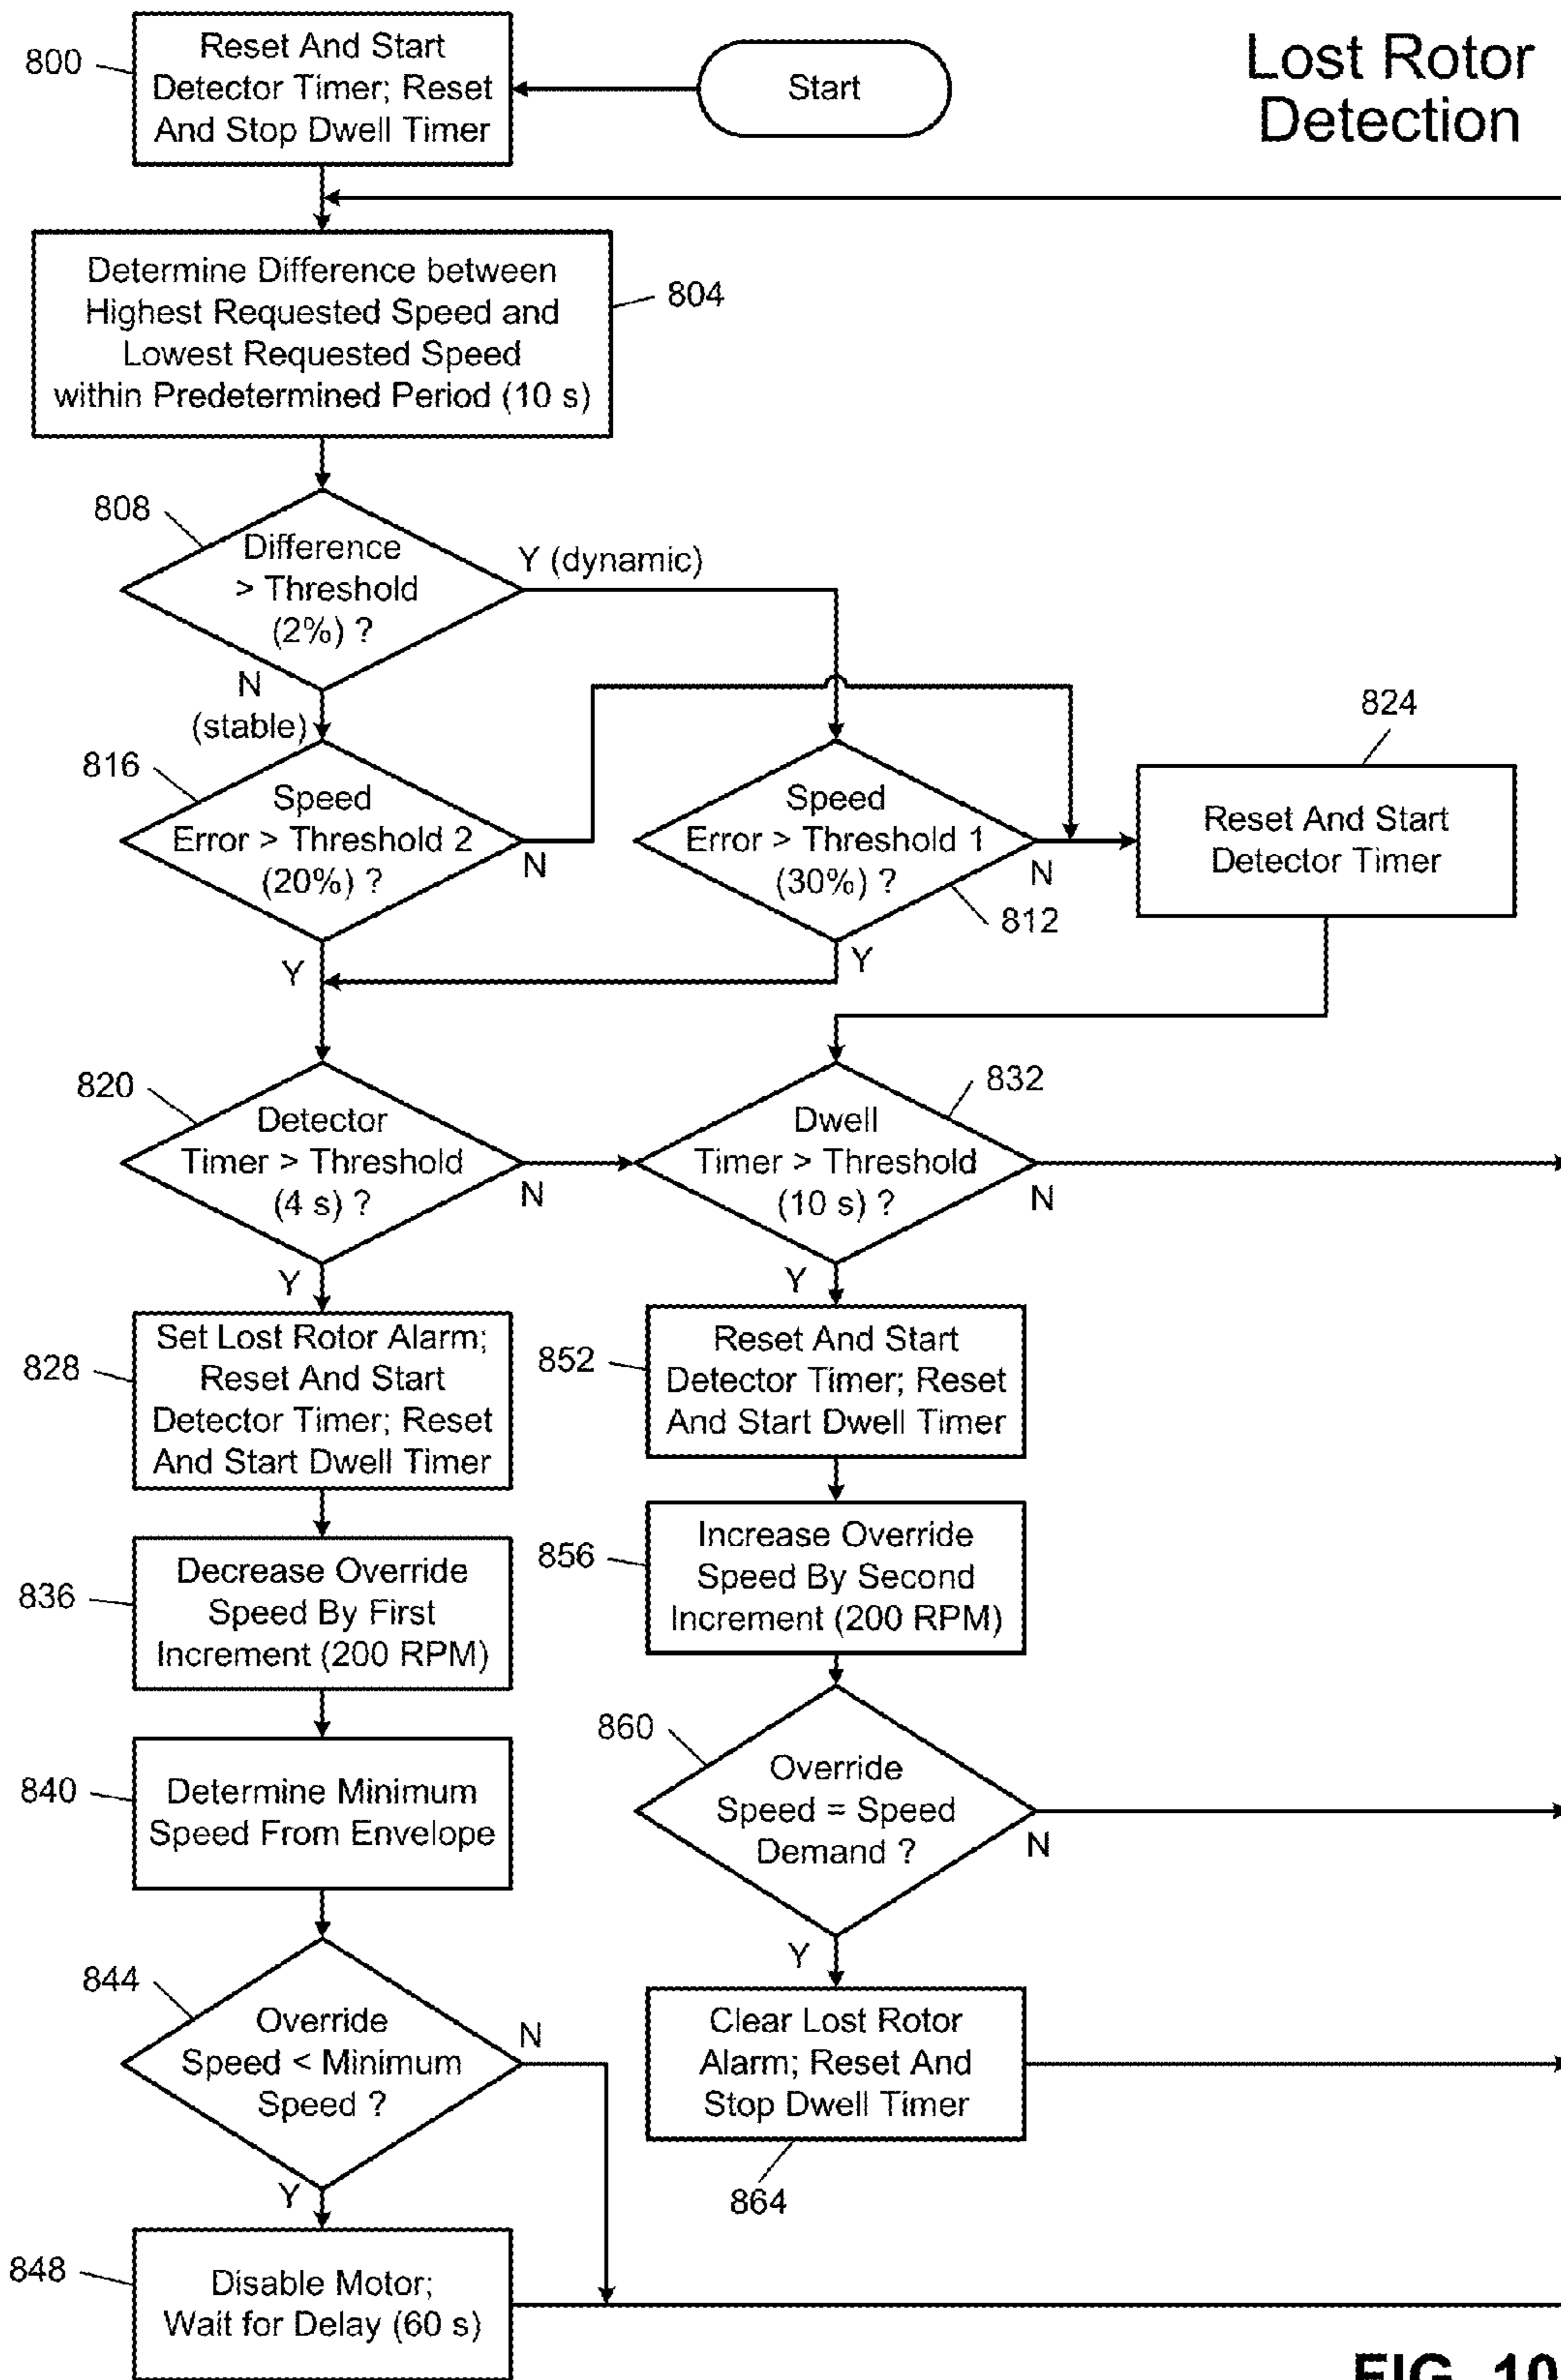 Lost Rotor
Detection
Start
800
Reset And Start
Detector Timer; Reset
And Stop Dwell Timer
Determine Difference between
Highest Requested Speed and
Lowest Requested Speed
within Predetermined Period (10 s)
804
808
Difference
> Threshold
(2%) ?
Y (dynamic)
N
(stable)
816
Speed
Error > Threshold 2
(20%) ?
N
Y
Speed
Error > Threshold 1
(30%) ?
N
812
Y
824
Reset And Start
Detector Timer
820
Detector
Timer > Threshold
(4 s) ?
N
Y
832
Dwell
Timer > Threshold
(10 s) ?
N
Y
828
Set Lost Rotor Alarm;
Reset And Start
Detector Timer; Reset
And Start Dwell Timer
852
Reset And Start
Detector Timer; Reset
And Start Dwell Timer
836
Decrease Override
Speed By First
Increment (200 RPM)
856
Increase Override
Speed By Second
Increment (200 RPM)
840
Determine Minimum
Speed From Envelope
860
Override
Speed = Speed
Demand ?
N
Y
844
Override
Speed < Minimum
Speed ?
N
Y
Clear Lost Rotor
Alarm; Reset And
Stop Dwell Timer
864
848
Disable Motor;
Wait for Delay (60 s)
FIG. 10